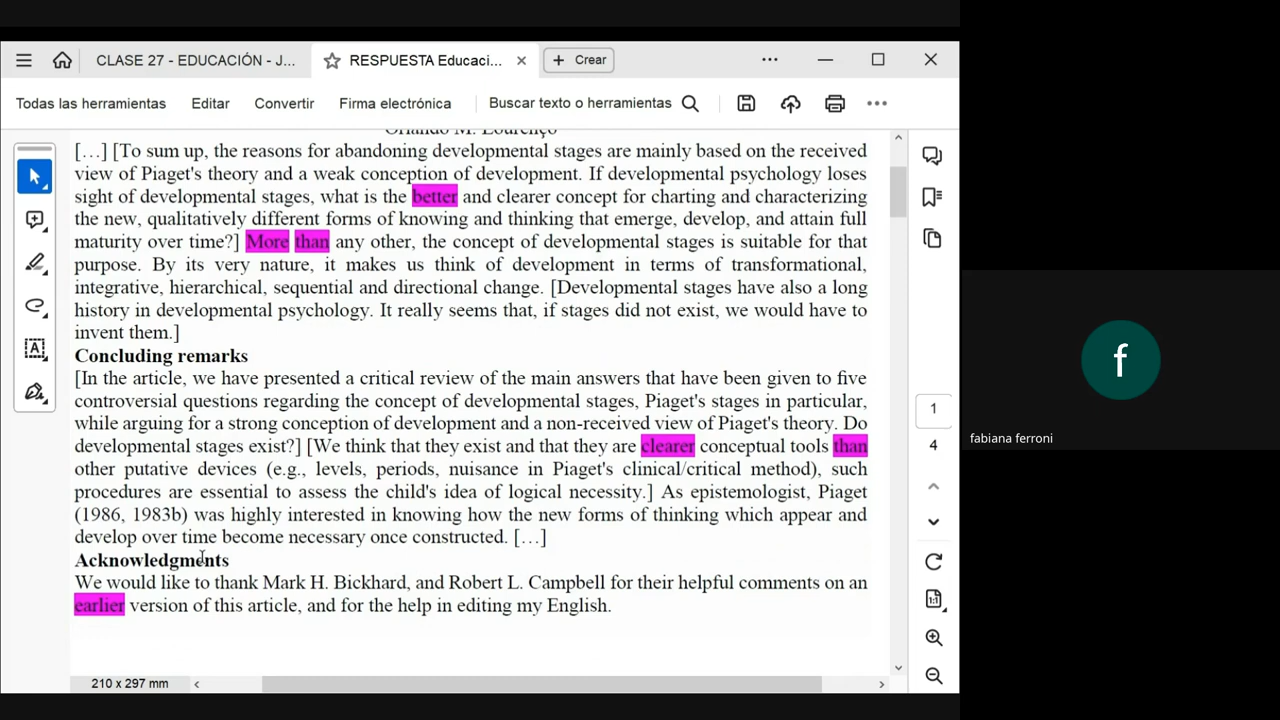 CLASE 27 - EDUCACIÓN - J...
RESPUESTA Educaci...
Crear
Todas las herramientas
Editar
Convertir
Firma electrónica
Buscar texto o herramientas
Orlando M. Lourenço
[…] [To sum up, the reasons for abandoning developmental stages are mainly based on the received
view of Piaget's theory and a weak conception of development. If developmental psychology loses
sight of developmental stages, what is the better and clearer concept for charting and characterizing
the new, qualitatively different forms of knowing and thinking that emerge, develop, and attain full
maturity over time?] More than any other, the concept of developmental stages is suitable for that
purpose. By its very nature, it makes us think of development in terms of transformational,
integrative, hierarchical, sequential and directional change. [Developmental stages have also a long
history in developmental psychology. It really seems that, if stages did not exist, we would have to
invent them.]
Concluding remarks
[In the article, we have presented a critical review of the main answers that have been given to five
controversial questions regarding the concept of developmental stages, Piaget's stages in particular,
while arguing for a strong conception of development and a non-received view of Piaget's theory. Do
developmental stages exist?] [We think that they exist and that they are clearer conceptual tools than
other putative devices (e.g., levels, periods, nuisance in Piaget's clinical/critical method), such
procedures are essential to assess the child's idea of logical necessity.] As epistemologist, Piaget
(1986, 1983b) was highly interested in knowing how the new forms of thinking which appear and
develop over time become necessary once constructed. […]
Acknowledgments
We would like to thank Mark H. Bickhard, and Robert L. Campbell for their helpful comments on an
earlier version of this article, and for the help in editing my English.
210 x 297 mm
1
4
1:1
f
fabiana ferroni